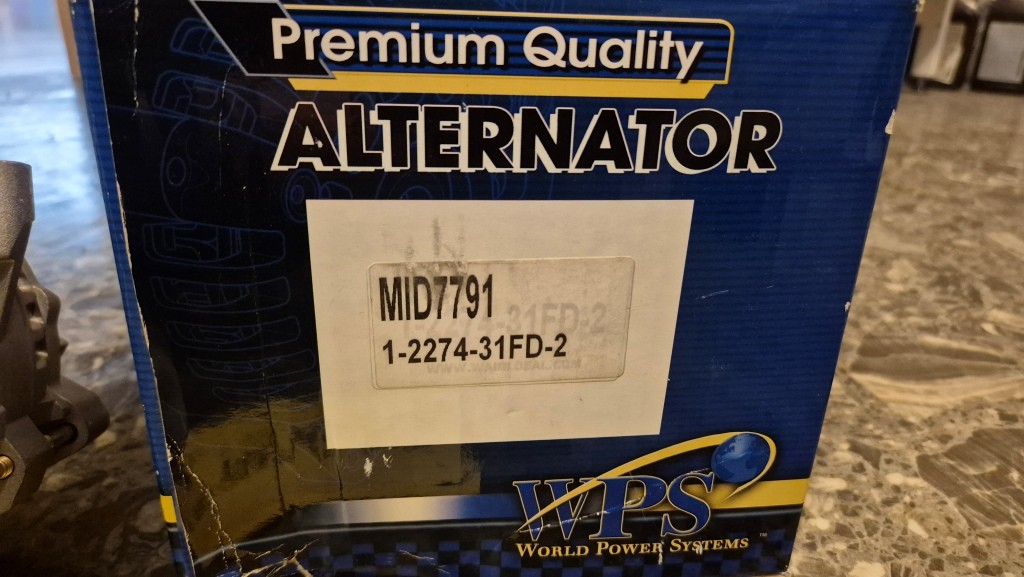 Premium Quality
ALTERNATOR
MID7791
1-2274-31FD-2
WPS
WORLD POWER SYSTEMS